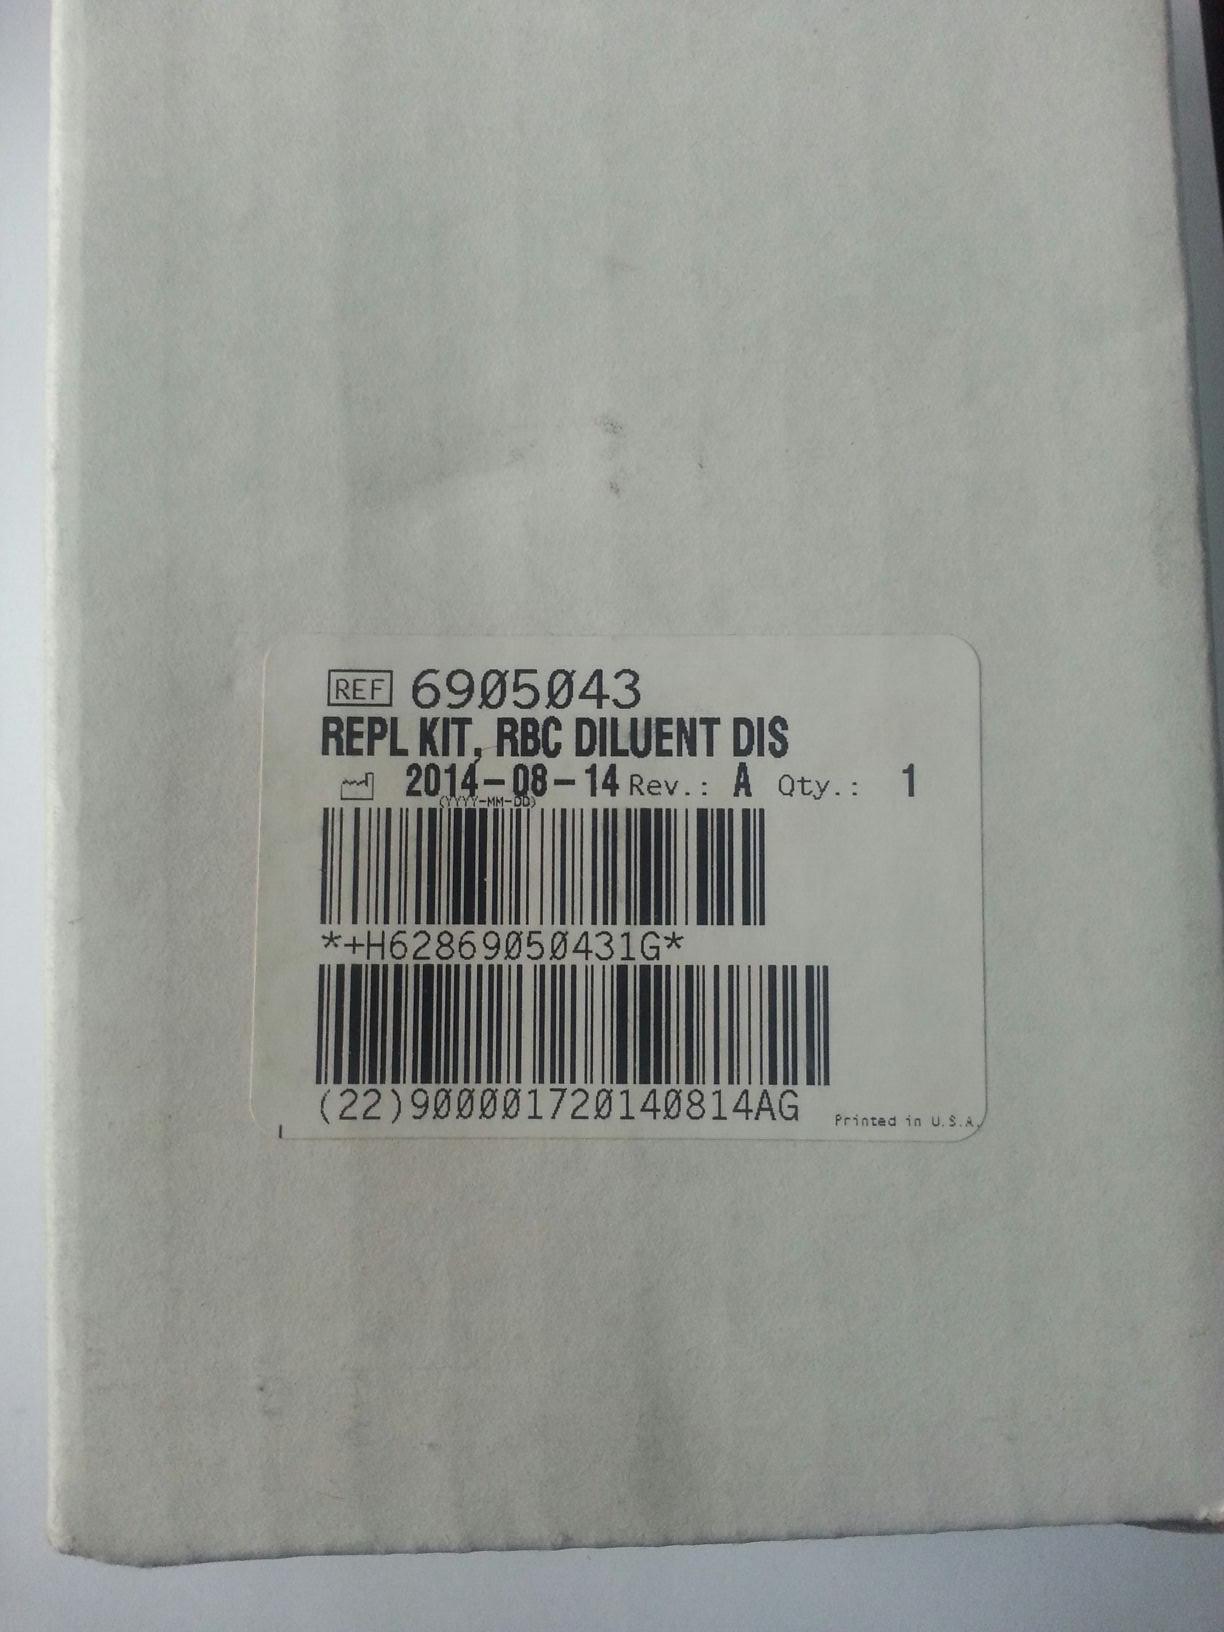 REF 6905043
REPL KIT, RBC DILUENT DIS
2014-08-14 Rev.: A Qty.: 1
(YYYY-MM-DD)
*+H62869050431G*
(22)900001720140814AG
Printed in U.S.A.